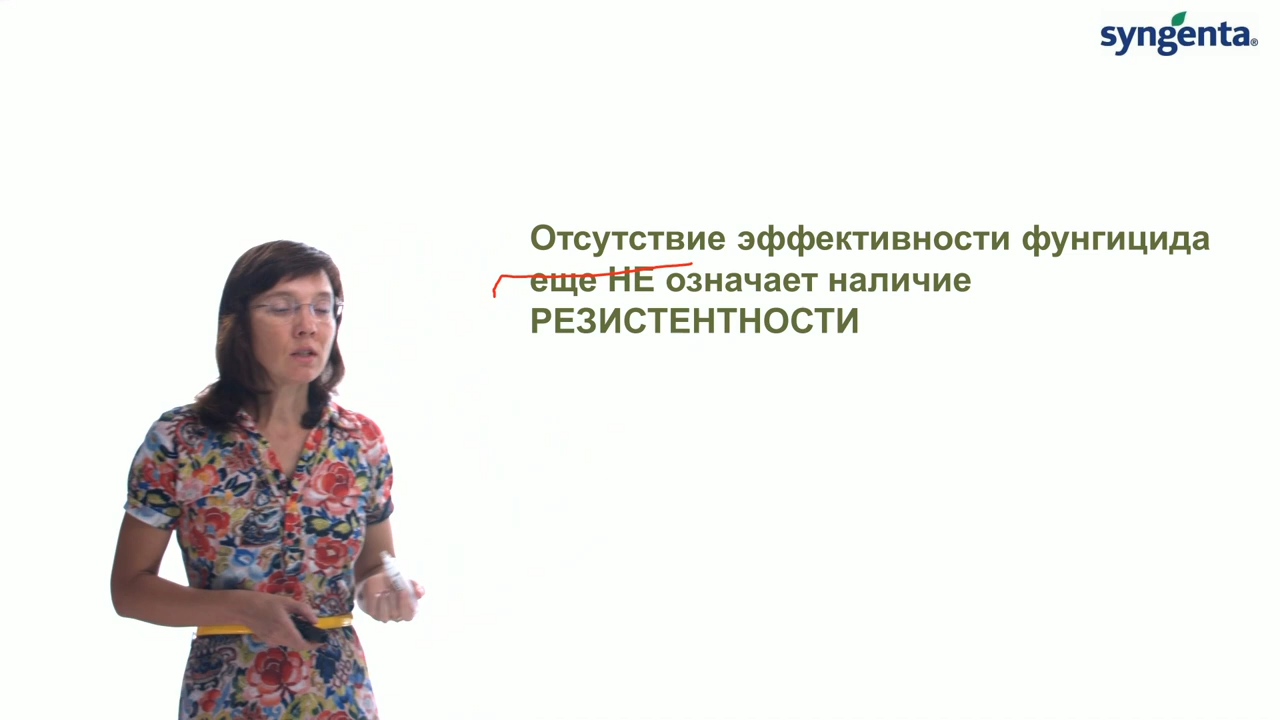 syngenta®
Отсутствие эффективности фунгицида
еще НЕ означает наличие
РЕЗИСТЕНТНОСТИ